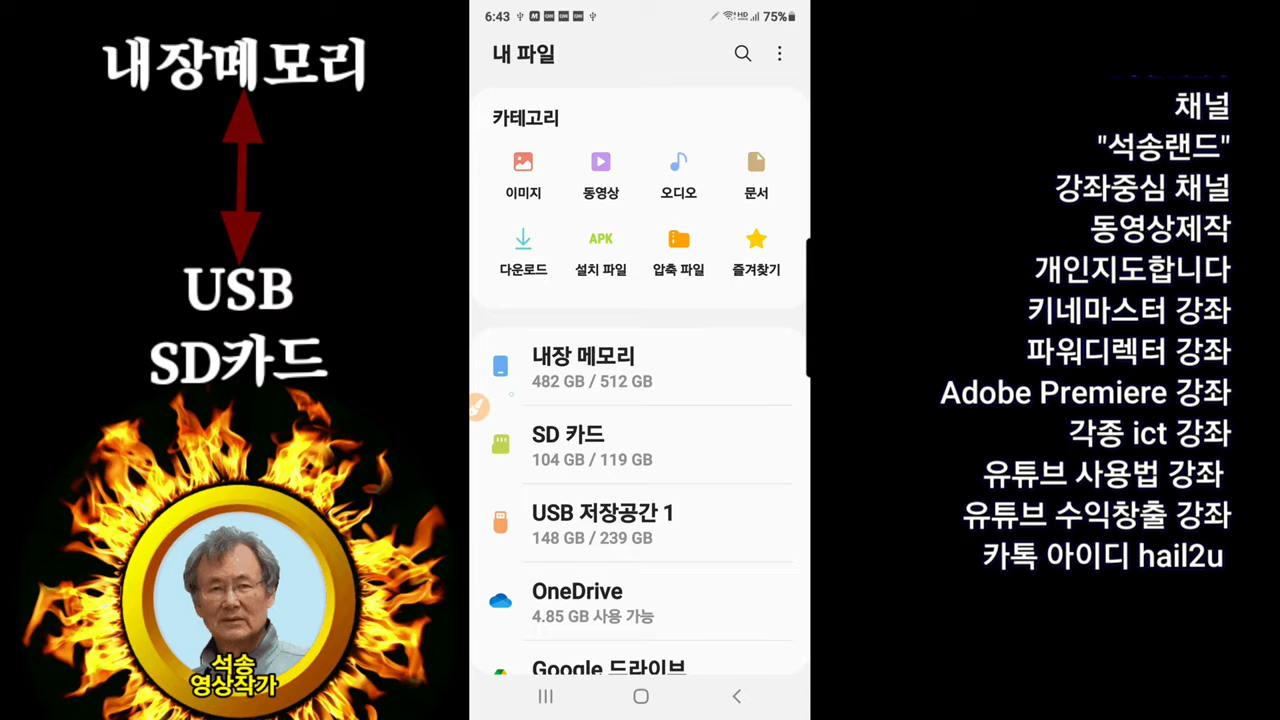 내장메모리
USB
SD카드
석송
영상작가
6:43
75%
내 파일
카테고리
이미지
동영상
오디오
문서
다운로드
APK
설치 파일
압축 파일
즐겨찾기
내장 메모리
482 GB / 512 GB
SD 카드
104 GB / 119 GB
USB 저장공간 1
148 GB / 239 GB
OneDrive
4.85 GB 사용 가능
Google 드라이브
채널
"석송랜드"
강좌중심 채널
동영상제작
개인지도합니다
키네마스터 강좌
파워디렉터 강좌
Adobe Premiere 강좌
각종 ict 강좌
유튜브 사용법 강좌
유튜브 수익창출 강좌
카톡 아이디 hail2u